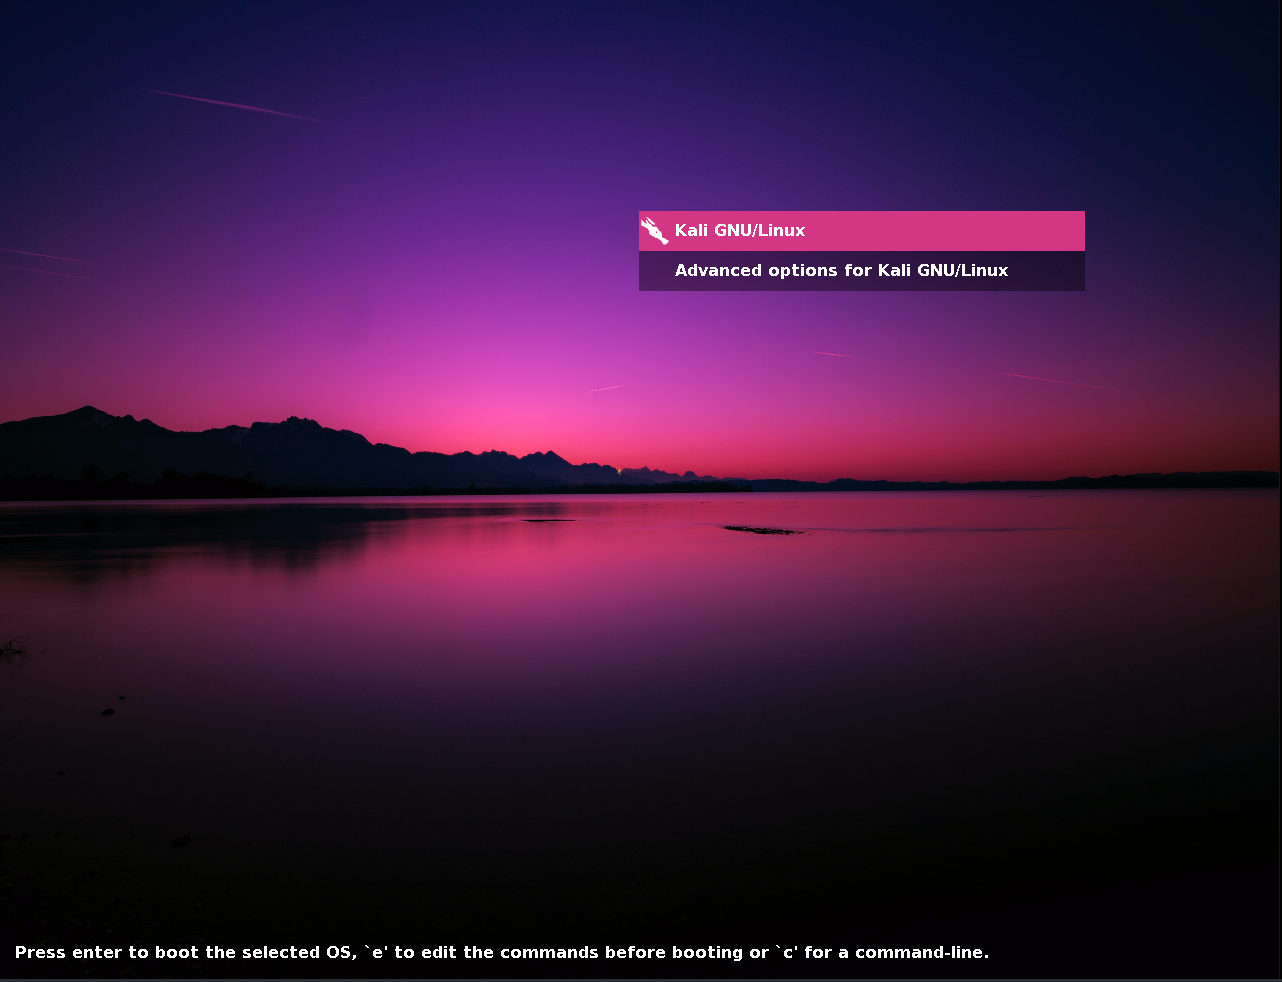 Kali GNU/Linux
Advanced options for Kali GNU/Linux
Press enter to boot the selected OS, `e' to edit the commands before booting or `c' for a command-line.